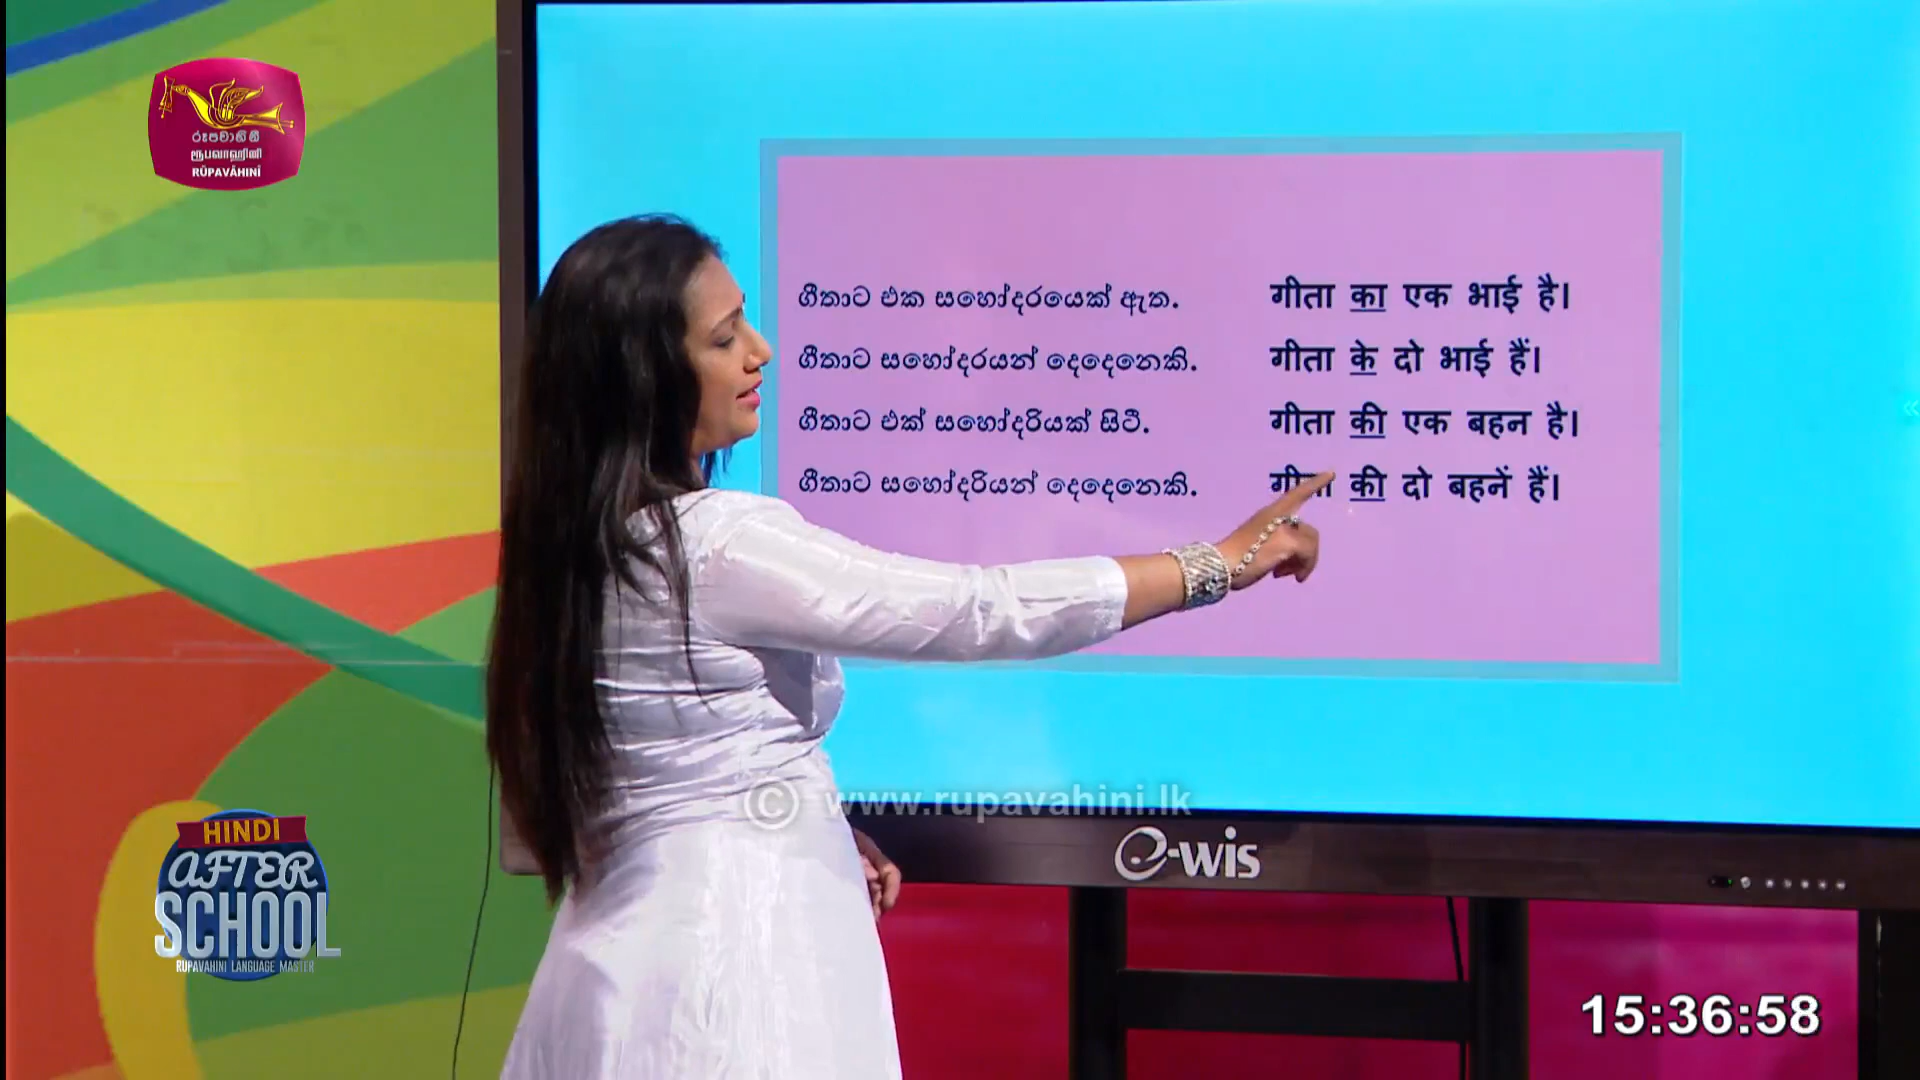 රූපවාහිනී
ரூபவாஹினி
RŪPAVĀHINĪ
ගීතාට එක සහෝදරයෙක් ඇත. गीता का एक भाई है।
ගීතාට සහෝදරයන් දෙදෙනෙකි. गीता के दो भाई हैं।
ගීතාට එක් සහෝදරියක් සිටී. गीता की एक बहन है।
ගීතාට සහෝදරියන් දෙදෙනෙකි. गीता की दो बहनें हैं।
© www.rupavahini.lk
e-wis
HINDI
AFTER
SCHOOL
RUPAVAHINI LANGUAGE MASTER
15:36:58